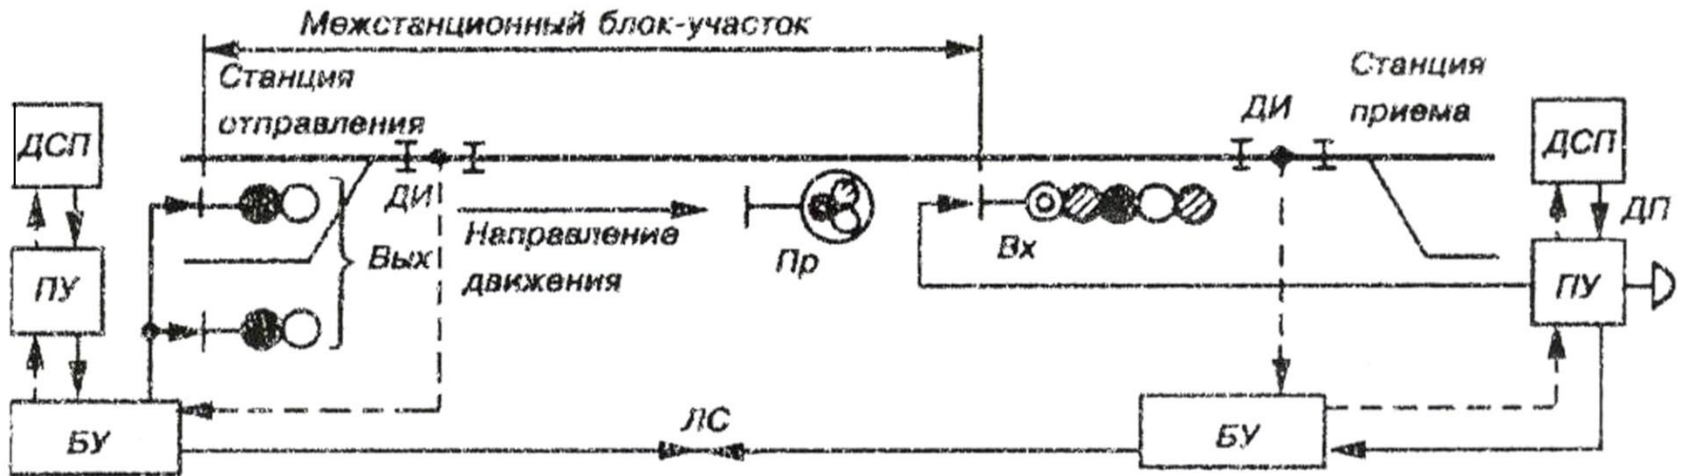 Межстанционный блок-участок
Станция
отправления
Станция
приема
ДИ
ДСП
ДСП
ДИ
ДП
Направление
движения
Вых
Пр
Вх
ПУ
ПУ
ЛС
БУ
БУ